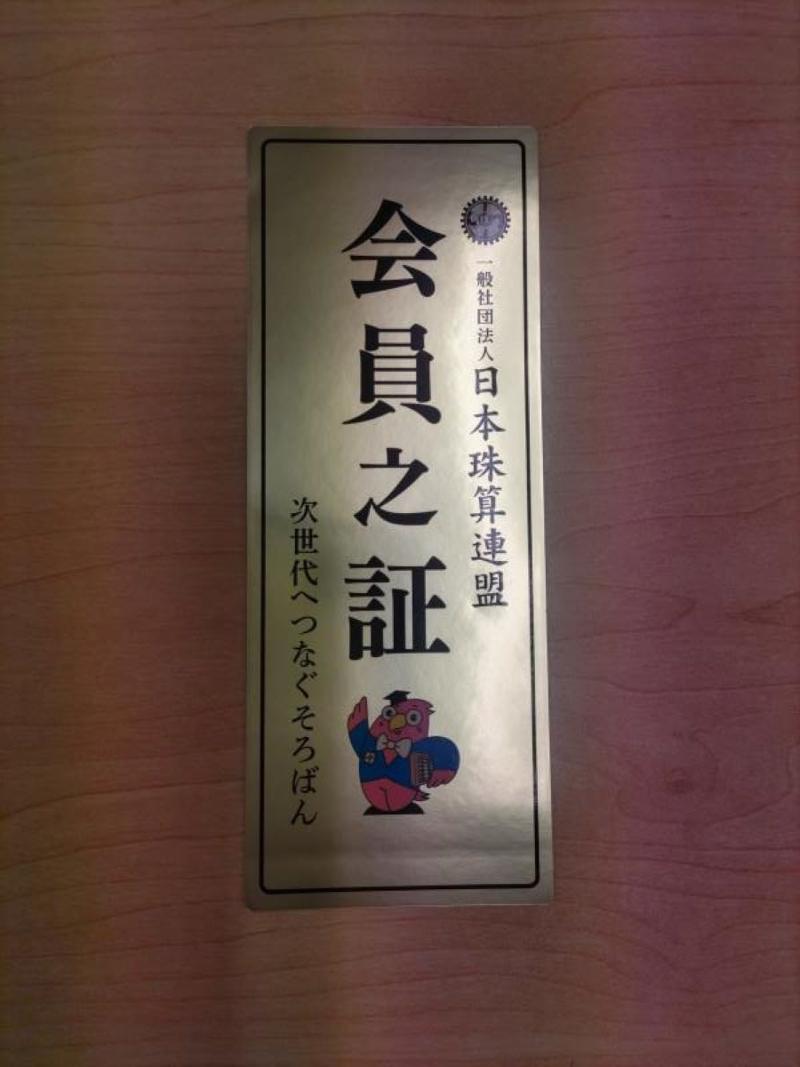 一般社団法人日本珠算連盟
会員之証
次世代へつなぐそろばん